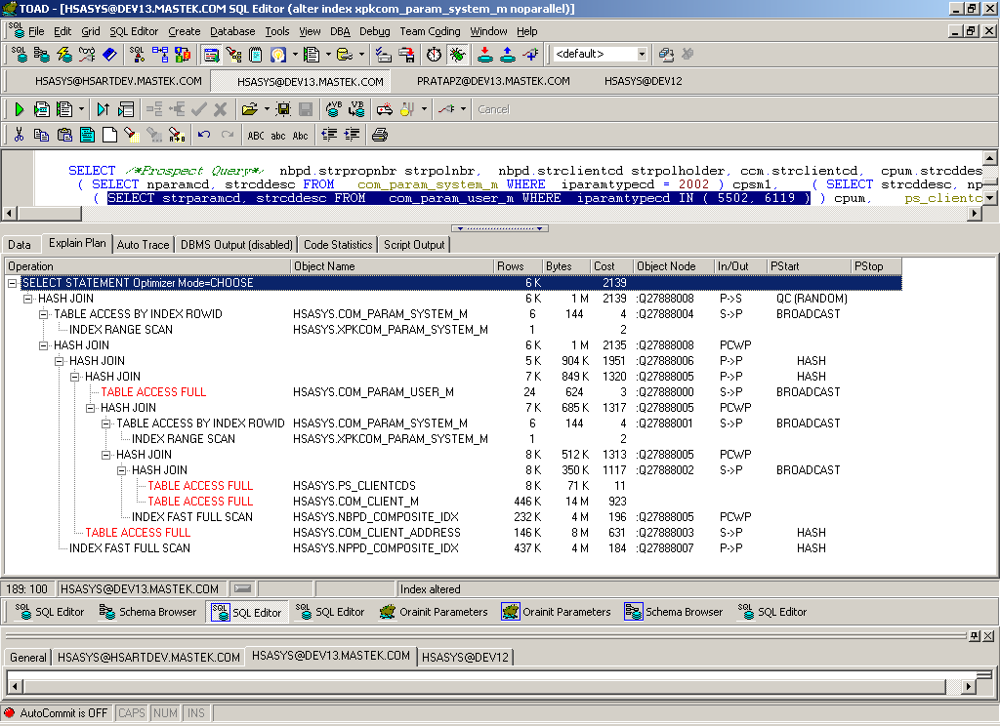 TOAD - [HSASYS@DEV13.MASTEK.COM SQL Editor (alter index xpkcom_param_system_m noparallel)]
File Edit Grid SQL Editor Create Database Tools View DBA Debug Team Coding Window Help
<default>
HSASYS@HSARTDEV.MASTEK.COM HSASYS@DEV13.MASTEK.COM PRATAPZ@DEV13.MASTEK.COM HSASYS@DEV12
Cancel
ABC abc Abc
SELECT /*Prospect Query*/ nbpd.strpropnbr strpolnbr, nbpd.strclientcd strpolholder, ccm.strclientcd, cpum.strcddes
( SELECT nparamcd, strcddesc FROM com_param_system_m WHERE iparamtypecd = 2002 ) cpsm1, ( SELECT strcddesc, np
( SELECT strparamcd, strcddesc FROM com_param_user_m WHERE iparamtypecd IN ( 5502, 6119 ) ) cpum, ps_clientc
Data Explain Plan Auto Trace DBMS Output (disabled) Code Statistics Script Output
Operation Object Name Rows Bytes Cost Object Node In/Out PStart PStop
SELECT STATEMENT Optimizer Mode=CHOOSE 6 K 2139
HASH JOIN 6 K 1 M 2139 :Q27888008 P->S QC (RANDOM)
TABLE ACCESS BY INDEX ROWID HSASYS.COM_PARAM_SYSTEM_M 6 144 4 :Q27888004 S->P BROADCAST
INDEX RANGE SCAN HSASYS.XPKCOM_PARAM_SYSTEM_M 1 2
HASH JOIN 6 K 1 M 2135 :Q27888008 PCWP
HASH JOIN 5 K 904 K 1951 :Q27888006 P->P HASH
HASH JOIN 7 K 849 K 1320 :Q27888005 P->P HASH
TABLE ACCESS FULL HSASYS.COM_PARAM_USER_M 24 624 3 :Q27888000 S->P BROADCAST
HASH JOIN 7 K 685 K 1317 :Q27888005 PCWP
TABLE ACCESS BY INDEX ROWID HSASYS.COM_PARAM_SYSTEM_M 6 144 4 :Q27888001 S->P BROADCAST
INDEX RANGE SCAN HSASYS.XPKCOM_PARAM_SYSTEM_M 1 2
HASH JOIN 8 K 512 K 1313 :Q27888005 PCWP
HASH JOIN 8 K 350 K 1117 :Q27888002 S->P BROADCAST
TABLE ACCESS FULL HSASYS.PS_CLIENTCDS 8 K 71 K 11
TABLE ACCESS FULL HSASYS.COM_CLIENT_M 446 K 14 M 923
INDEX FAST FULL SCAN HSASYS.NBPD_COMPOSITE_IDX 232 K 4 M 196 :Q27888005 PCWP
TABLE ACCESS FULL HSASYS.COM_CLIENT_ADDRESS 146 K 8 M 631 :Q27888003 S->P HASH
INDEX FAST FULL SCAN HSASYS.NPPD_COMPOSITE_IDX 437 K 4 M 184 :Q27888007 P->P HASH
189: 100 HSASYS@DEV13.MASTEK.COM Index altered
SQL Editor Schema Browser SQL Editor SQL Editor Orainit Parameters Orainit Parameters Schema Browser SQL Editor
General HSASYS@HSARTDEV.MASTEK.COM HSASYS@DEV13.MASTEK.COM HSASYS@DEV12
AutoCommit is OFF CAPS NUM INS